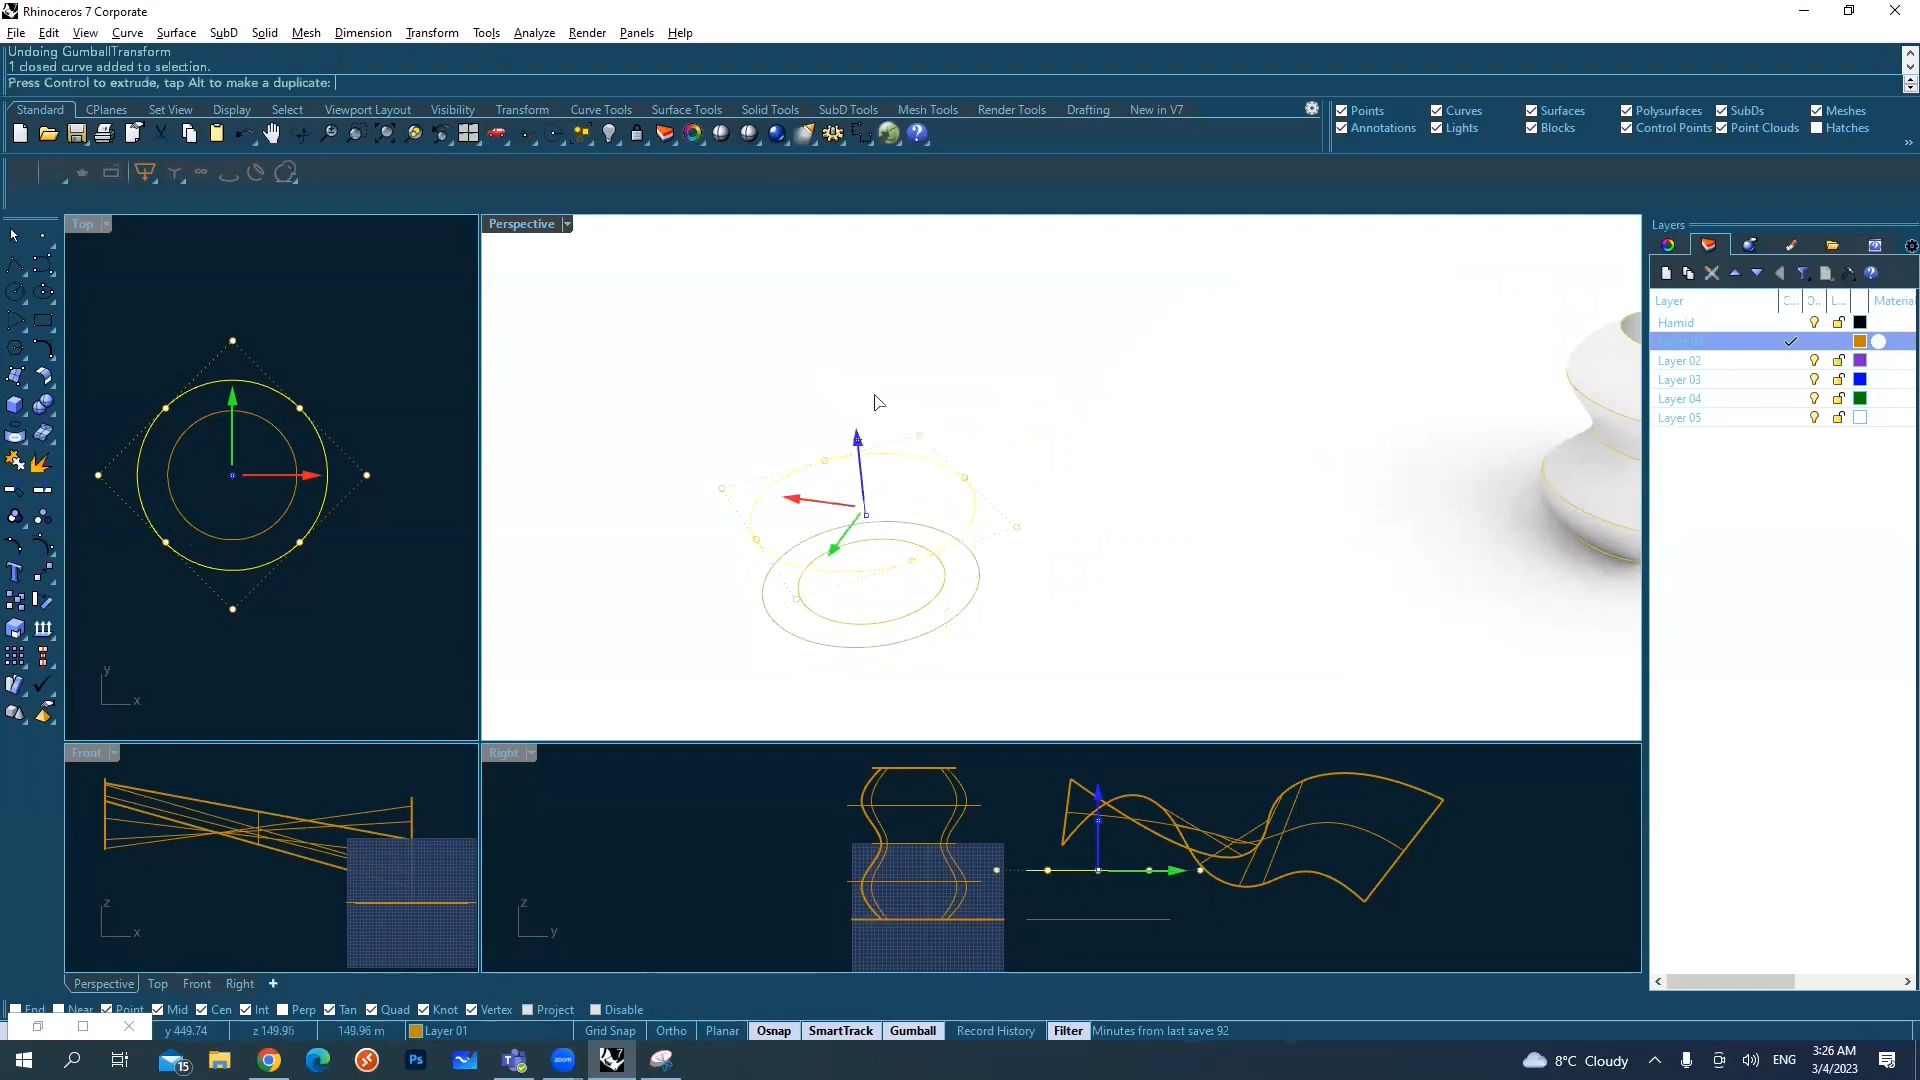 Rhinoceros 7 Corporate
File Edit View Curve Surface SubD Solid Mesh Dimension Transform Tools Analyze Render Panels Help
Undoing GumballTransform
1 closed curve added to selection.
Press Control to extrude, tap Alt to make a duplicate:
Standard CPlanes Set View Display Select Viewport Layout Visibility Transform Curve Tools Surface Tools Solid Tools SubD Tools Mesh Tools Render Tools Drafting New in V7
Points Curves Surfaces Polysurfaces SubDs Meshes
Annotations Lights Blocks Control Points Point Clouds Hatches
Top
Perspective
Layers
Layer C... O.. L... Material
Hamid
Layer 01
Layer 02
Layer 03
Layer 04
Layer 05
y
x
Front
Right
z
x
z
y
Perspective Top Front Right
End Near Point Mid Cen Int Perp Tan Quad Knot Vertex Project Disable
y 449.74 z 149.96 149.96 m Layer 01 Grid Snap Ortho Planar Osnap SmartTrack Gumball Record History Filter Minutes from last save: 92
15 Ps zoom 7 8°C Cloudy ENG 3:26 AM
3/4/2023